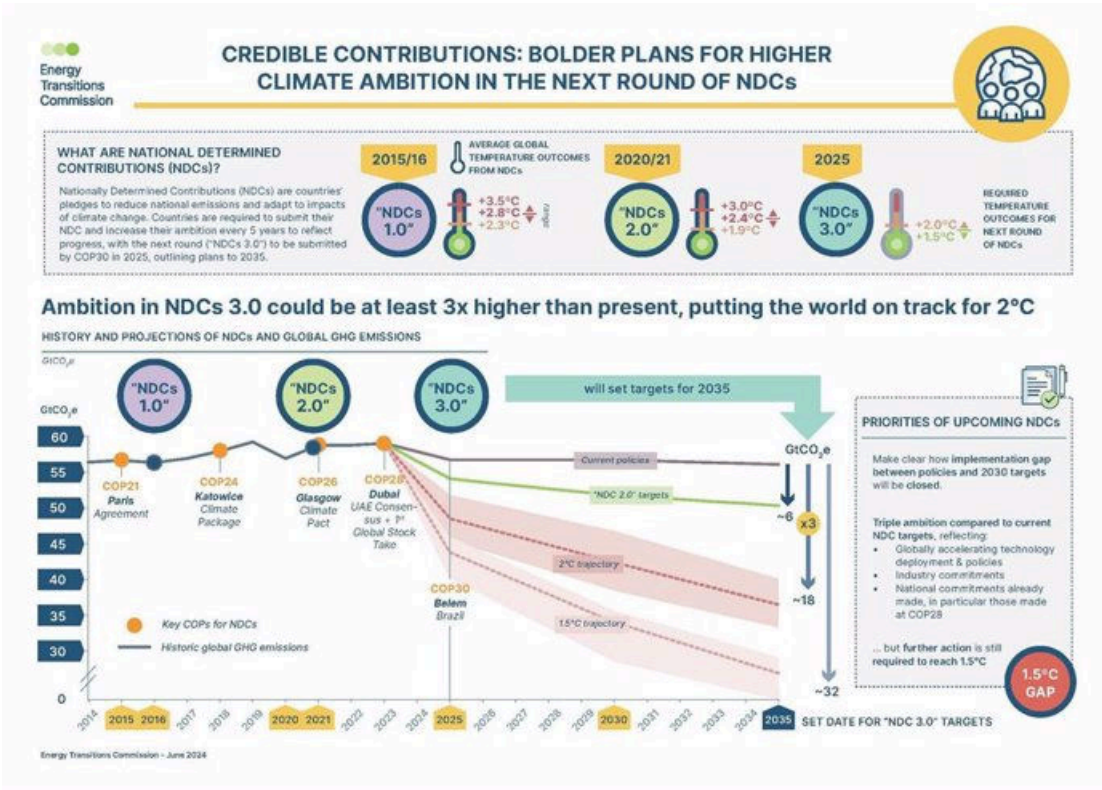 Energy
Transitions
Commission
CREDIBLE CONTRIBUTIONS: BOLDER PLANS FOR HIGHER
CLIMATE AMBITION IN THE NEXT ROUND OF NDCs
WHAT ARE NATIONAL DETERMINED
CONTRIBUTIONS (NDCs)?
Nationally Determined Contributions (NDCs) are countries'
pledges to reduce national emissions and adapt to impacts
of climate change. Countries are required to submit their
NDC and increase their ambition every 5 years to reflect
progress, with the next round ("NDCs 3.0") to be submitted
by COP30 in 2025, outlining plans to 2035.
2015/16
"NDCs
1.0"
AVERAGE GLOBAL
TEMPERATURE OUTCOMES
FROM NDCs
+3.5°C
+2.8°C
+2.3°C
range
2020/21
"NDCs
2.0"
+3.0°C
+2.4°C
+1.9°C
2025
"NDCs
3.0"
+2.0°C
+1.5°C
REQUIRED
TEMPERATURE
OUTCOMES FOR
NEXT ROUND
OF NDCs
Ambition in NDCs 3.0 could be at least 3x higher than present, putting the world on track for 2°C
HISTORY AND PROJECTIONS OF NDCs AND GLOBAL GHG EMISSIONS
GtCO₂e
"NDCs
1.0"
"NDCs
2.0"
"NDCs
3.0"
will set targets for 2035
GtCO₂e
60
55
50
45
40
35
30
0
COP21
Paris
Agreement
COP24
Katowice
Climate
Package
COP26
Glasgow
Climate
Pact
COP28
Dubai
UAE Consen-
sus + 1st
Global Stock
Take
COP30
Belem
Brazil
Current policies
"NDC 2.0" targets
2°C trajectory
1.5°C trajectory
Key COPs for NDCs
Historic global GHG emissions
GtCO₂e
~6
x3
~18
~32
2014
2015
2016
2017
2018
2019
2020
2021
2022
2023
2025
2026
2027
2028
2029
2030
2031
2032
2033
2034
2035
SET DATE FOR "NDC 3.0" TARGETS
PRIORITIES OF UPCOMING NDCs
Make clear how implementation gap
between policies and 2030 targets
will be closed.
Triple ambition compared to current
NDC targets, reflecting:
• Globally accelerating technology
deployment & policies
• Industry commitments
• National commitments already
made, in particular those made
at COP28
... but further action is still
required to reach 1.5°C
1.5°C
GAP
Energy Transitions Commission - June 2024